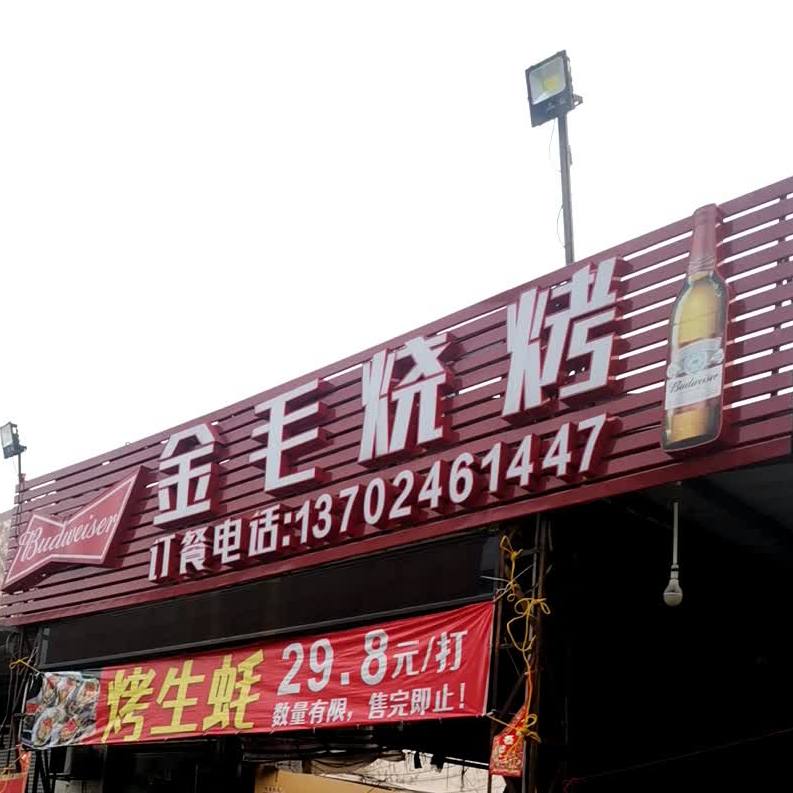 金毛烧烤
Budweiser
订餐电话:13702461447
Budweiser
烤生蚝
29.8元/打
数量有限，售完即止！